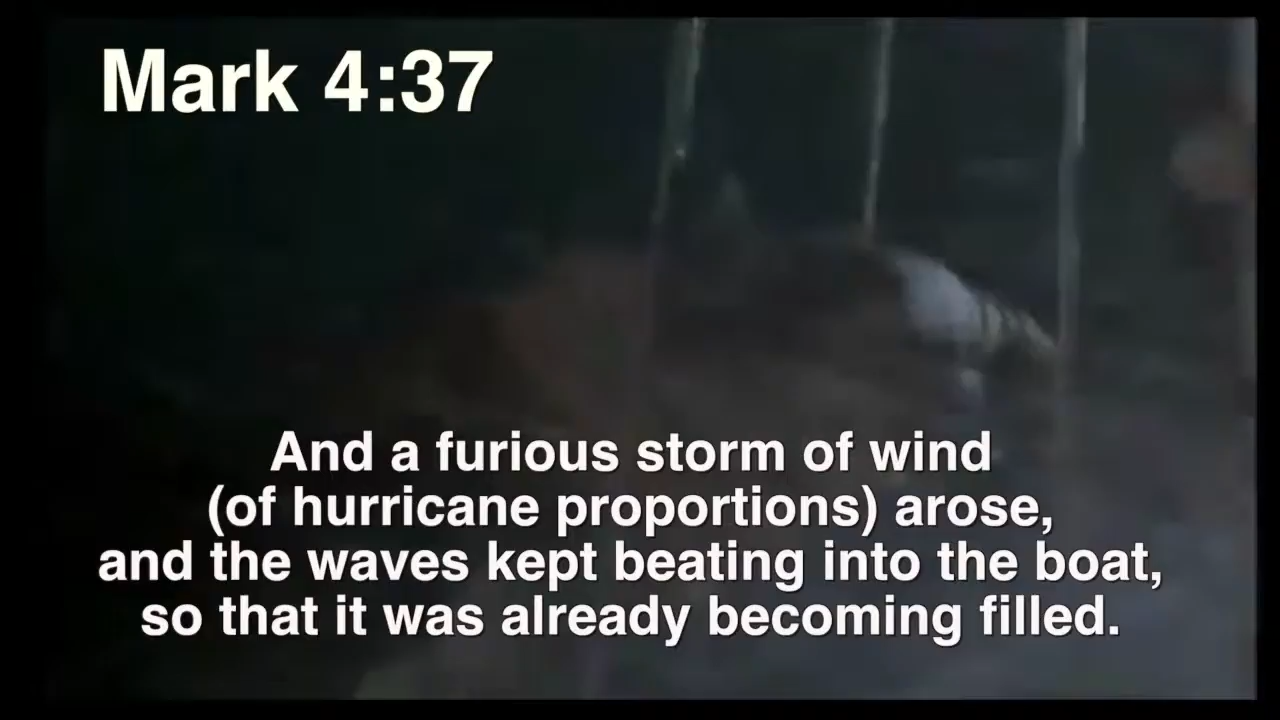 Mark 4:37
And a furious storm of wind
(of hurricane proportions) arose,
and the waves kept beating into the boat,
so that it was already becoming filled.